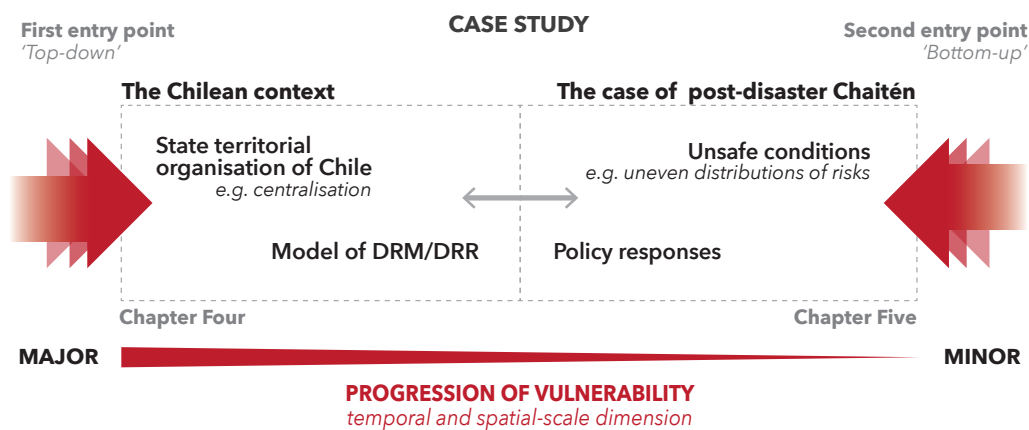 First entry point
'Top-down'
CASE STUDY
Second entry point
'Bottom-up'
The Chilean context
The case of post-disaster Chaitén
State territorial
organisation of Chile
e.g. centralisation
Unsafe conditions
e.g. uneven distributions of risks
Model of DRM/DRR
Policy responses
Chapter Four
Chapter Five
MAJOR
MINOR
PROGRESSION OF VULNERABILITY
temporal and spatial-scale dimension